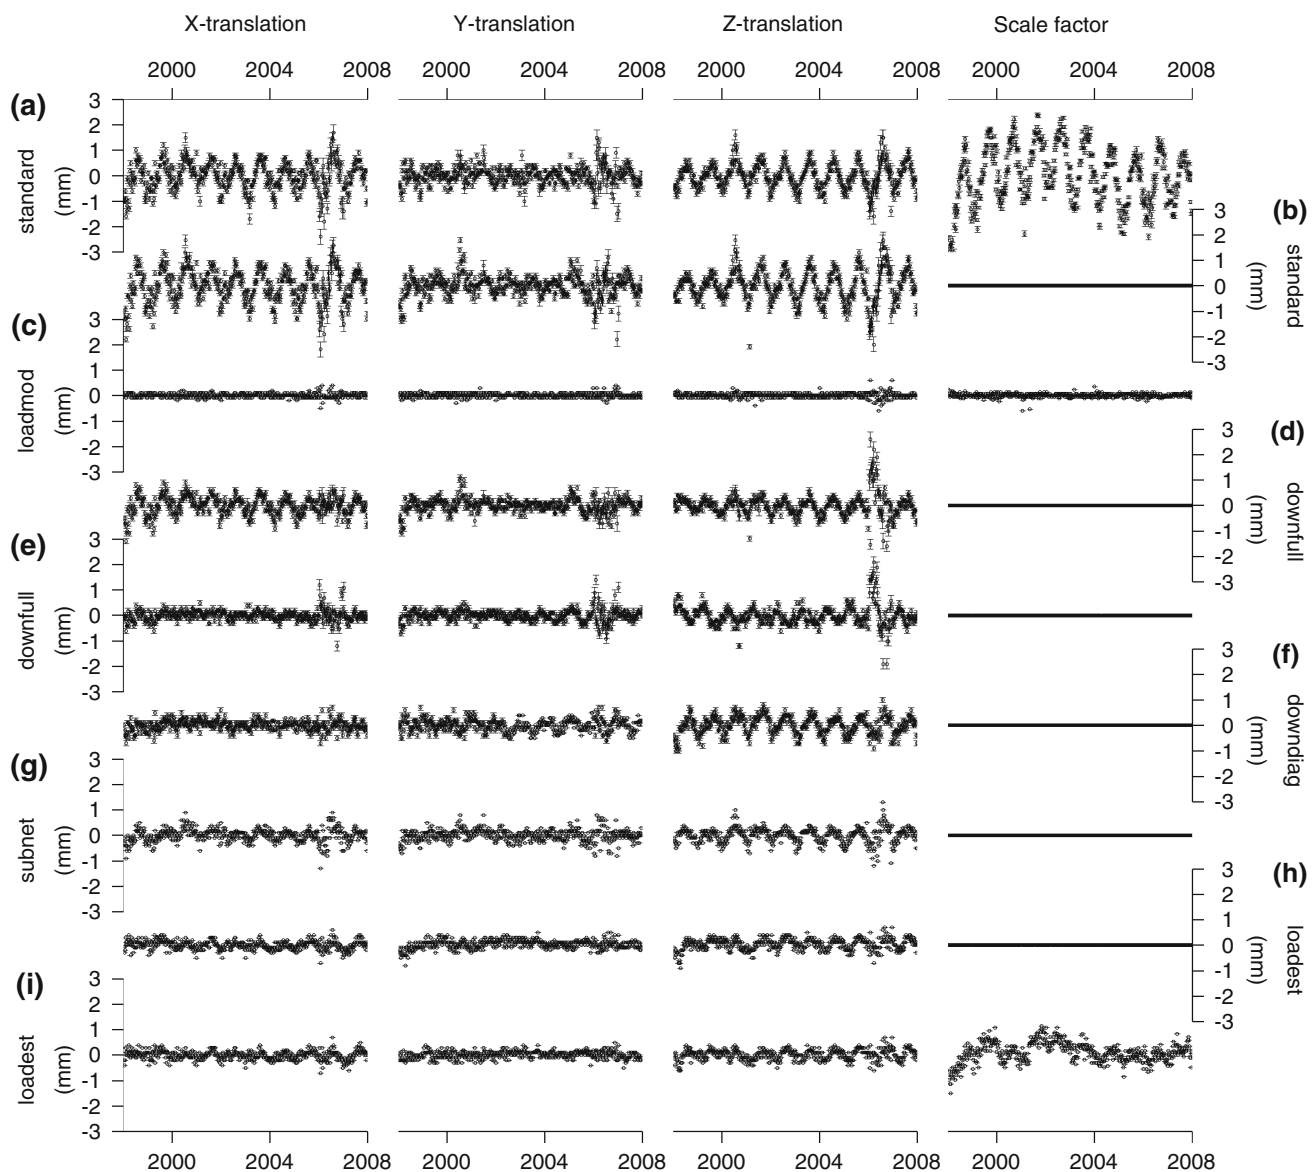 X-translation Y-translation Z-translation Scale factor
2000 2004 2008 2000 2004 2008 2000 2004 2008 2000 2004 2008
(a)
standard
(mm)
3
2
1
0
-1
-2
-3
(b)
standard
(mm)
3
2
1
0
-1
-2
-3
(c)
loadmod
(mm)
3
2
1
0
-1
-2
-3
(d)
downfull
(mm)
3
2
1
0
-1
-2
-3
(e)
downfull
(mm)
3
2
1
0
-1
-2
-3
(f)
downdiag
(mm)
3
2
1
0
-1
-2
-3
(g)
subnet
(mm)
3
2
1
0
-1
-2
-3
(h)
loadest
(mm)
3
2
1
0
-1
-2
-3
(i)
loadest
(mm)
3
2
1
0
-1
-2
-3
2000 2004 2008 2000 2004 2008 2000 2004 2008 2000 2004 2008